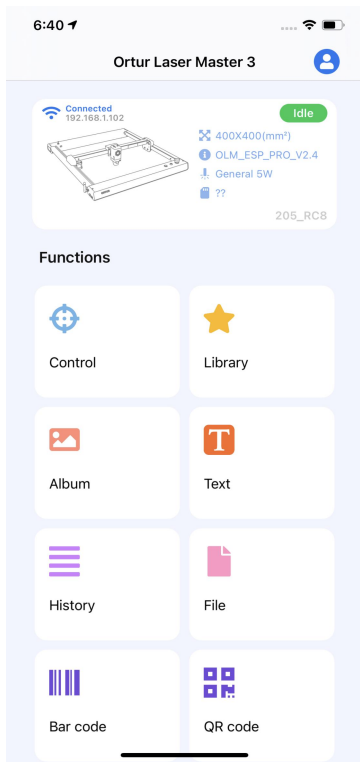 6:40
Ortur Laser Master 3
Connected
192.168.1.102
Idle
400X400(mm²)
OLM_ESP_PRO_V2.4
General 5W
??
205_RC8
Functions
Control
Library
Album
T
Text
History
File
Bar code
QR code